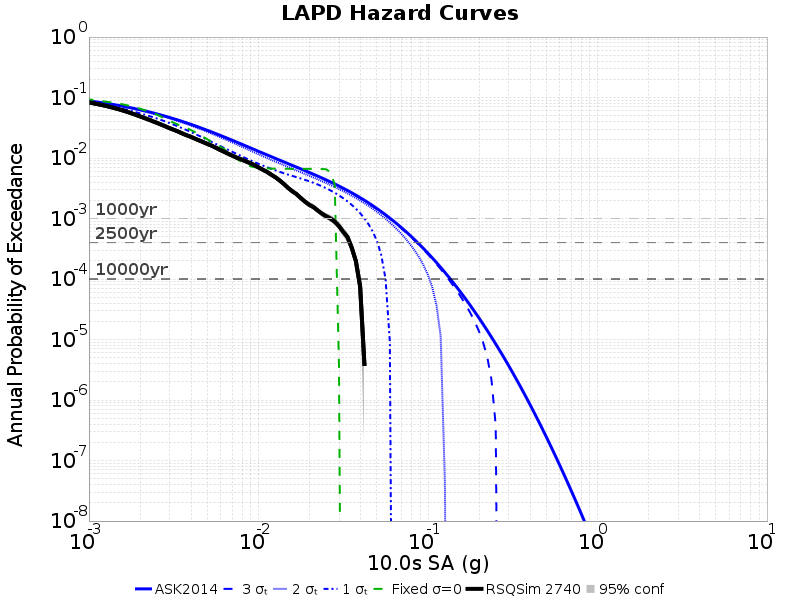 LAPD Hazard Curves
Annual Probability of Exceedance
10^0
10^-1
10^-2
10^-3
10^-4
10^-5
10^-6
10^-7
10^-8
1000yr
2500yr
10000yr
10^-3 10^-2 10^-1 10^0 10^1
10.0s SA (g)
ASK2014 3 σₜ 2 σₜ 1 σₜ Fixed σ=0 RSQSim 2740 95% conf